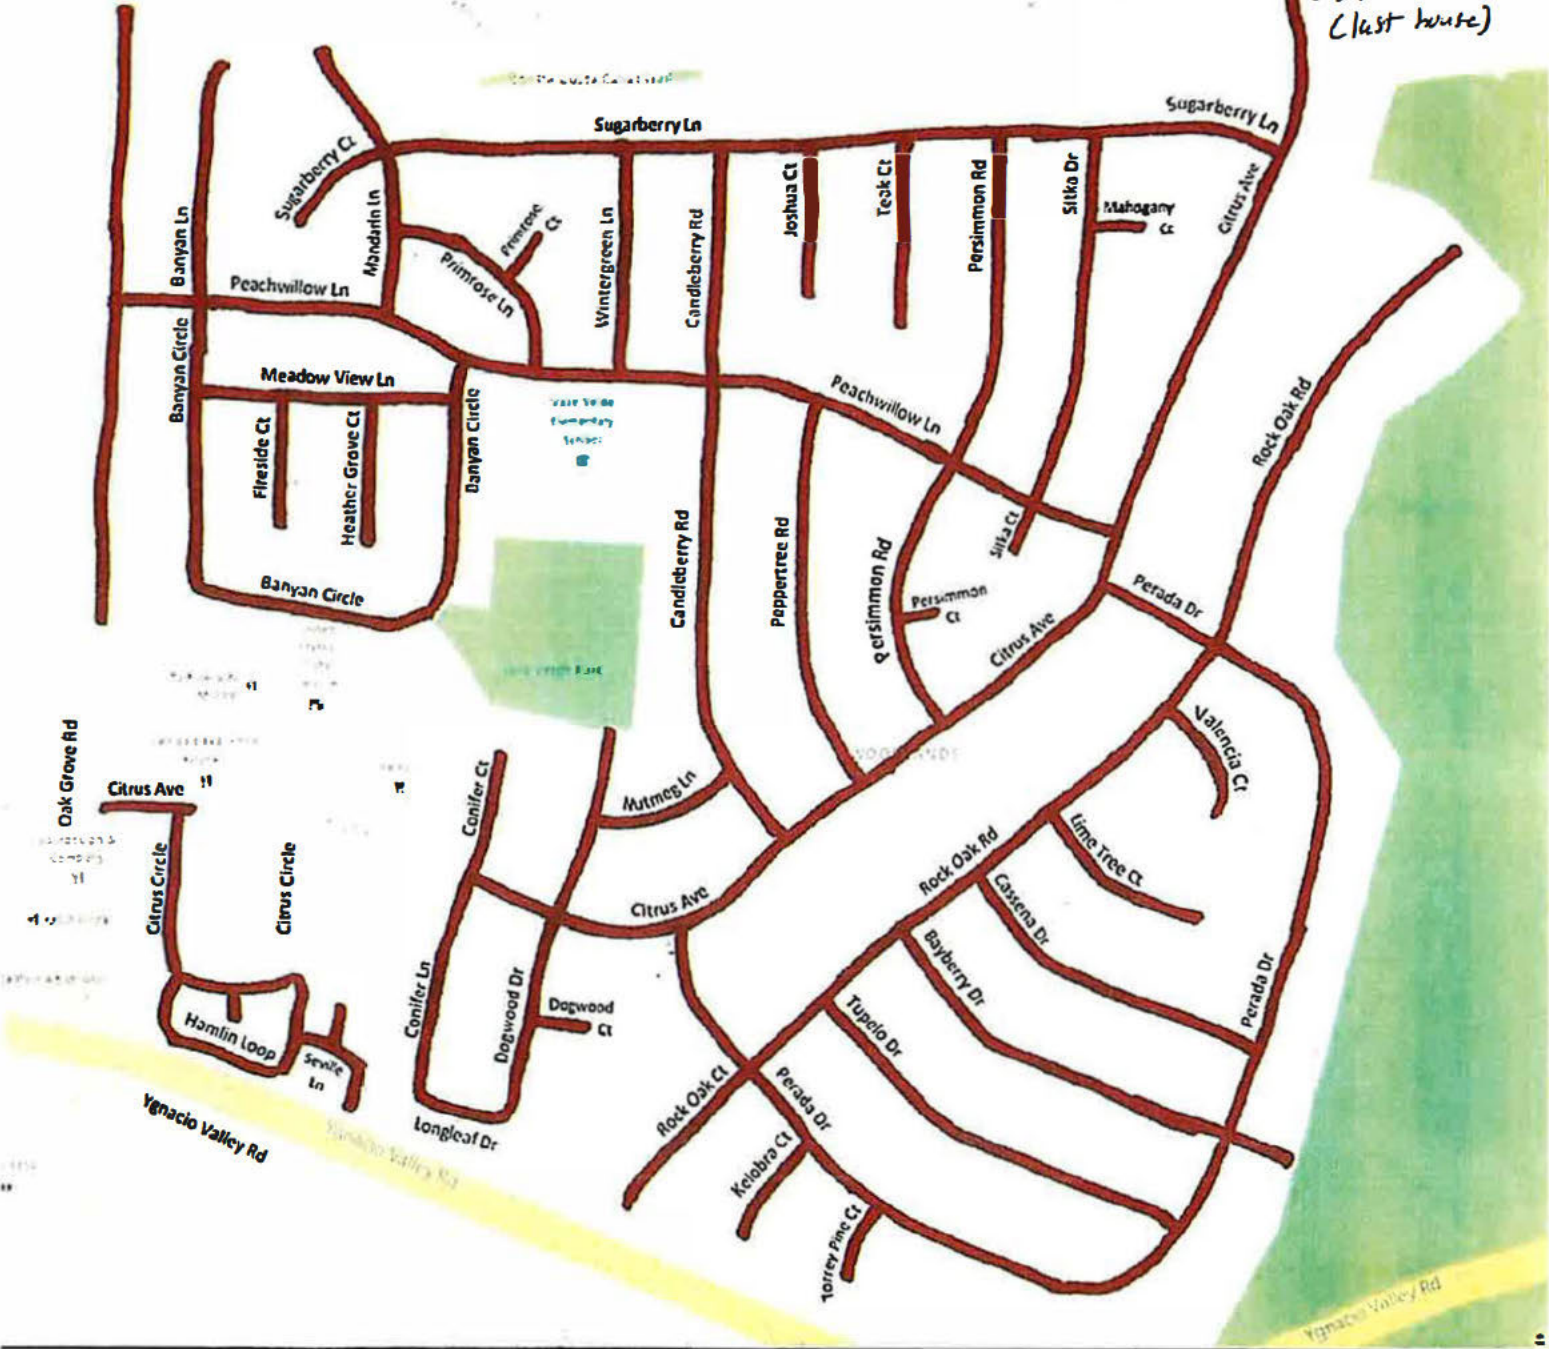 (last house)
Sugarberry Ln
Sugarberry Ln
Sugarberry Ct
Joshua Ct
Teak Ct
Persimmon Rd
Sitka Dr
Mahogany
Ct
Citrus Ave
Banyan Ln
Mandarin Ln
Primrose
Ct
Primrose Ln
Wintergreen Ln
Candleberry Rd
Peachwillow Ln
Banyan Circle
Meadow View Ln
Fireside Ct
Heather Grove Ct
Banyan Circle
Elementary
Peachwillow Ln
Rock Oak Rd
Banyan Circle
Candleberry Rd
Peppertree Rd
Persimmon Rd
Sitka Ct
Persimmon
Ct
Citrus Ave
Perada Dr
Oak Grove Rd
Citrus Ave
Citrus Circle
Citrus Circle
Conifer Ct
Nutmeg Ln
Valencia Ct
Citrus Ave
Rock Oak Rd
Lime Tree Ct
Cassena Dr
Bayberry Dr
Perada Dr
Conifer Ln
Dogwood Dr
Dogwood
Ct
Hamlin Loop
Seville
Ln
Tupelo Dr
Rock Oak Ct
Perada Dr
Longleaf Dr
Kelobra Ct
Torrey Pine Ct
Ygnacio Valley Rd
Ygnacio Valley Rd
Ygnacio Valley Rd